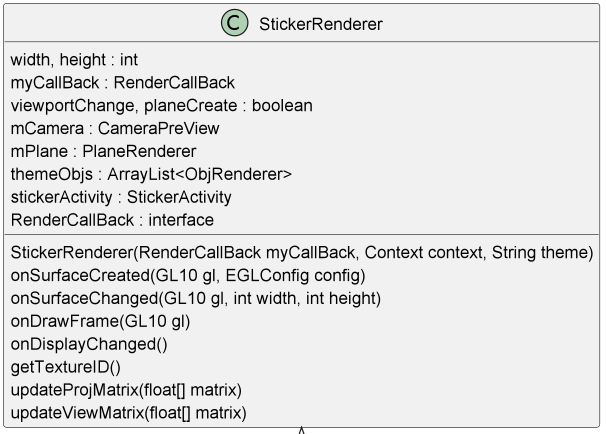 C StickerRenderer
width, height : int
myCallBack : RenderCallBack
viewportChange, planeCreate : boolean
mCamera : CameraPreView
mPlane : PlaneRenderer
themeObjs : ArrayList<ObjRenderer>
stickerActivity : StickerActivity
RenderCallBack : interface
StickerRenderer(RenderCallBack myCallBack, Context context, String theme)
onSurfaceCreated(GL10 gl, EGLConfig config)
onSurfaceChanged(GL10 gl, int width, int height)
onDrawFrame(GL10 gl)
onDisplayChanged()
getTextureID()
updateProjMatrix(float[] matrix)
updateViewMatrix(float[] matrix)